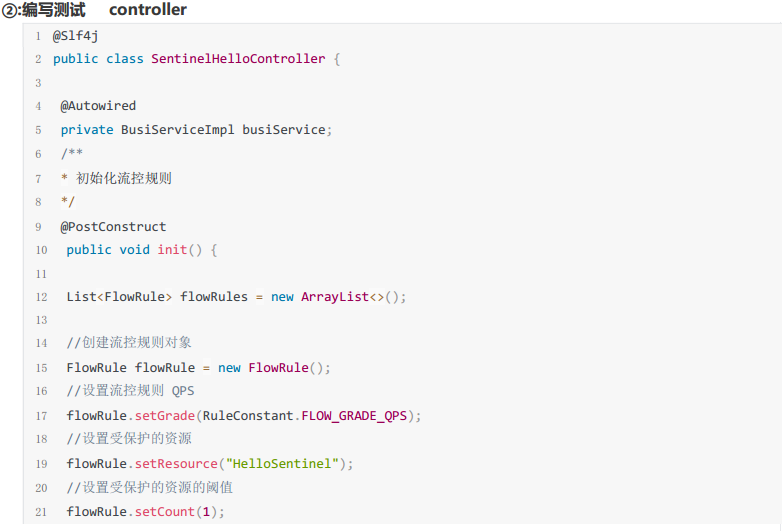 ②:编写测试 controller
1 @Slf4j
2 public class SentinelHelloController {
3
4 @Autowired
5 private BusiServiceImpl busiService;
6 /**
7 * 初始化流控规则
8 */
9 @PostConstruct
10 public void init() {
11
12 List<FlowRule> flowRules = new ArrayList<>();
13
14 //创建流控规则对象
15 FlowRule flowRule = new FlowRule();
16 //设置流控规则 QPS
17 flowRule.setGrade(RuleConstant.FLOW_GRADE_QPS);
18 //设置受保护的资源
19 flowRule.setResource("HelloSentinel");
20 //设置受保护的资源的阈值
21 flowRule.setCount(1);